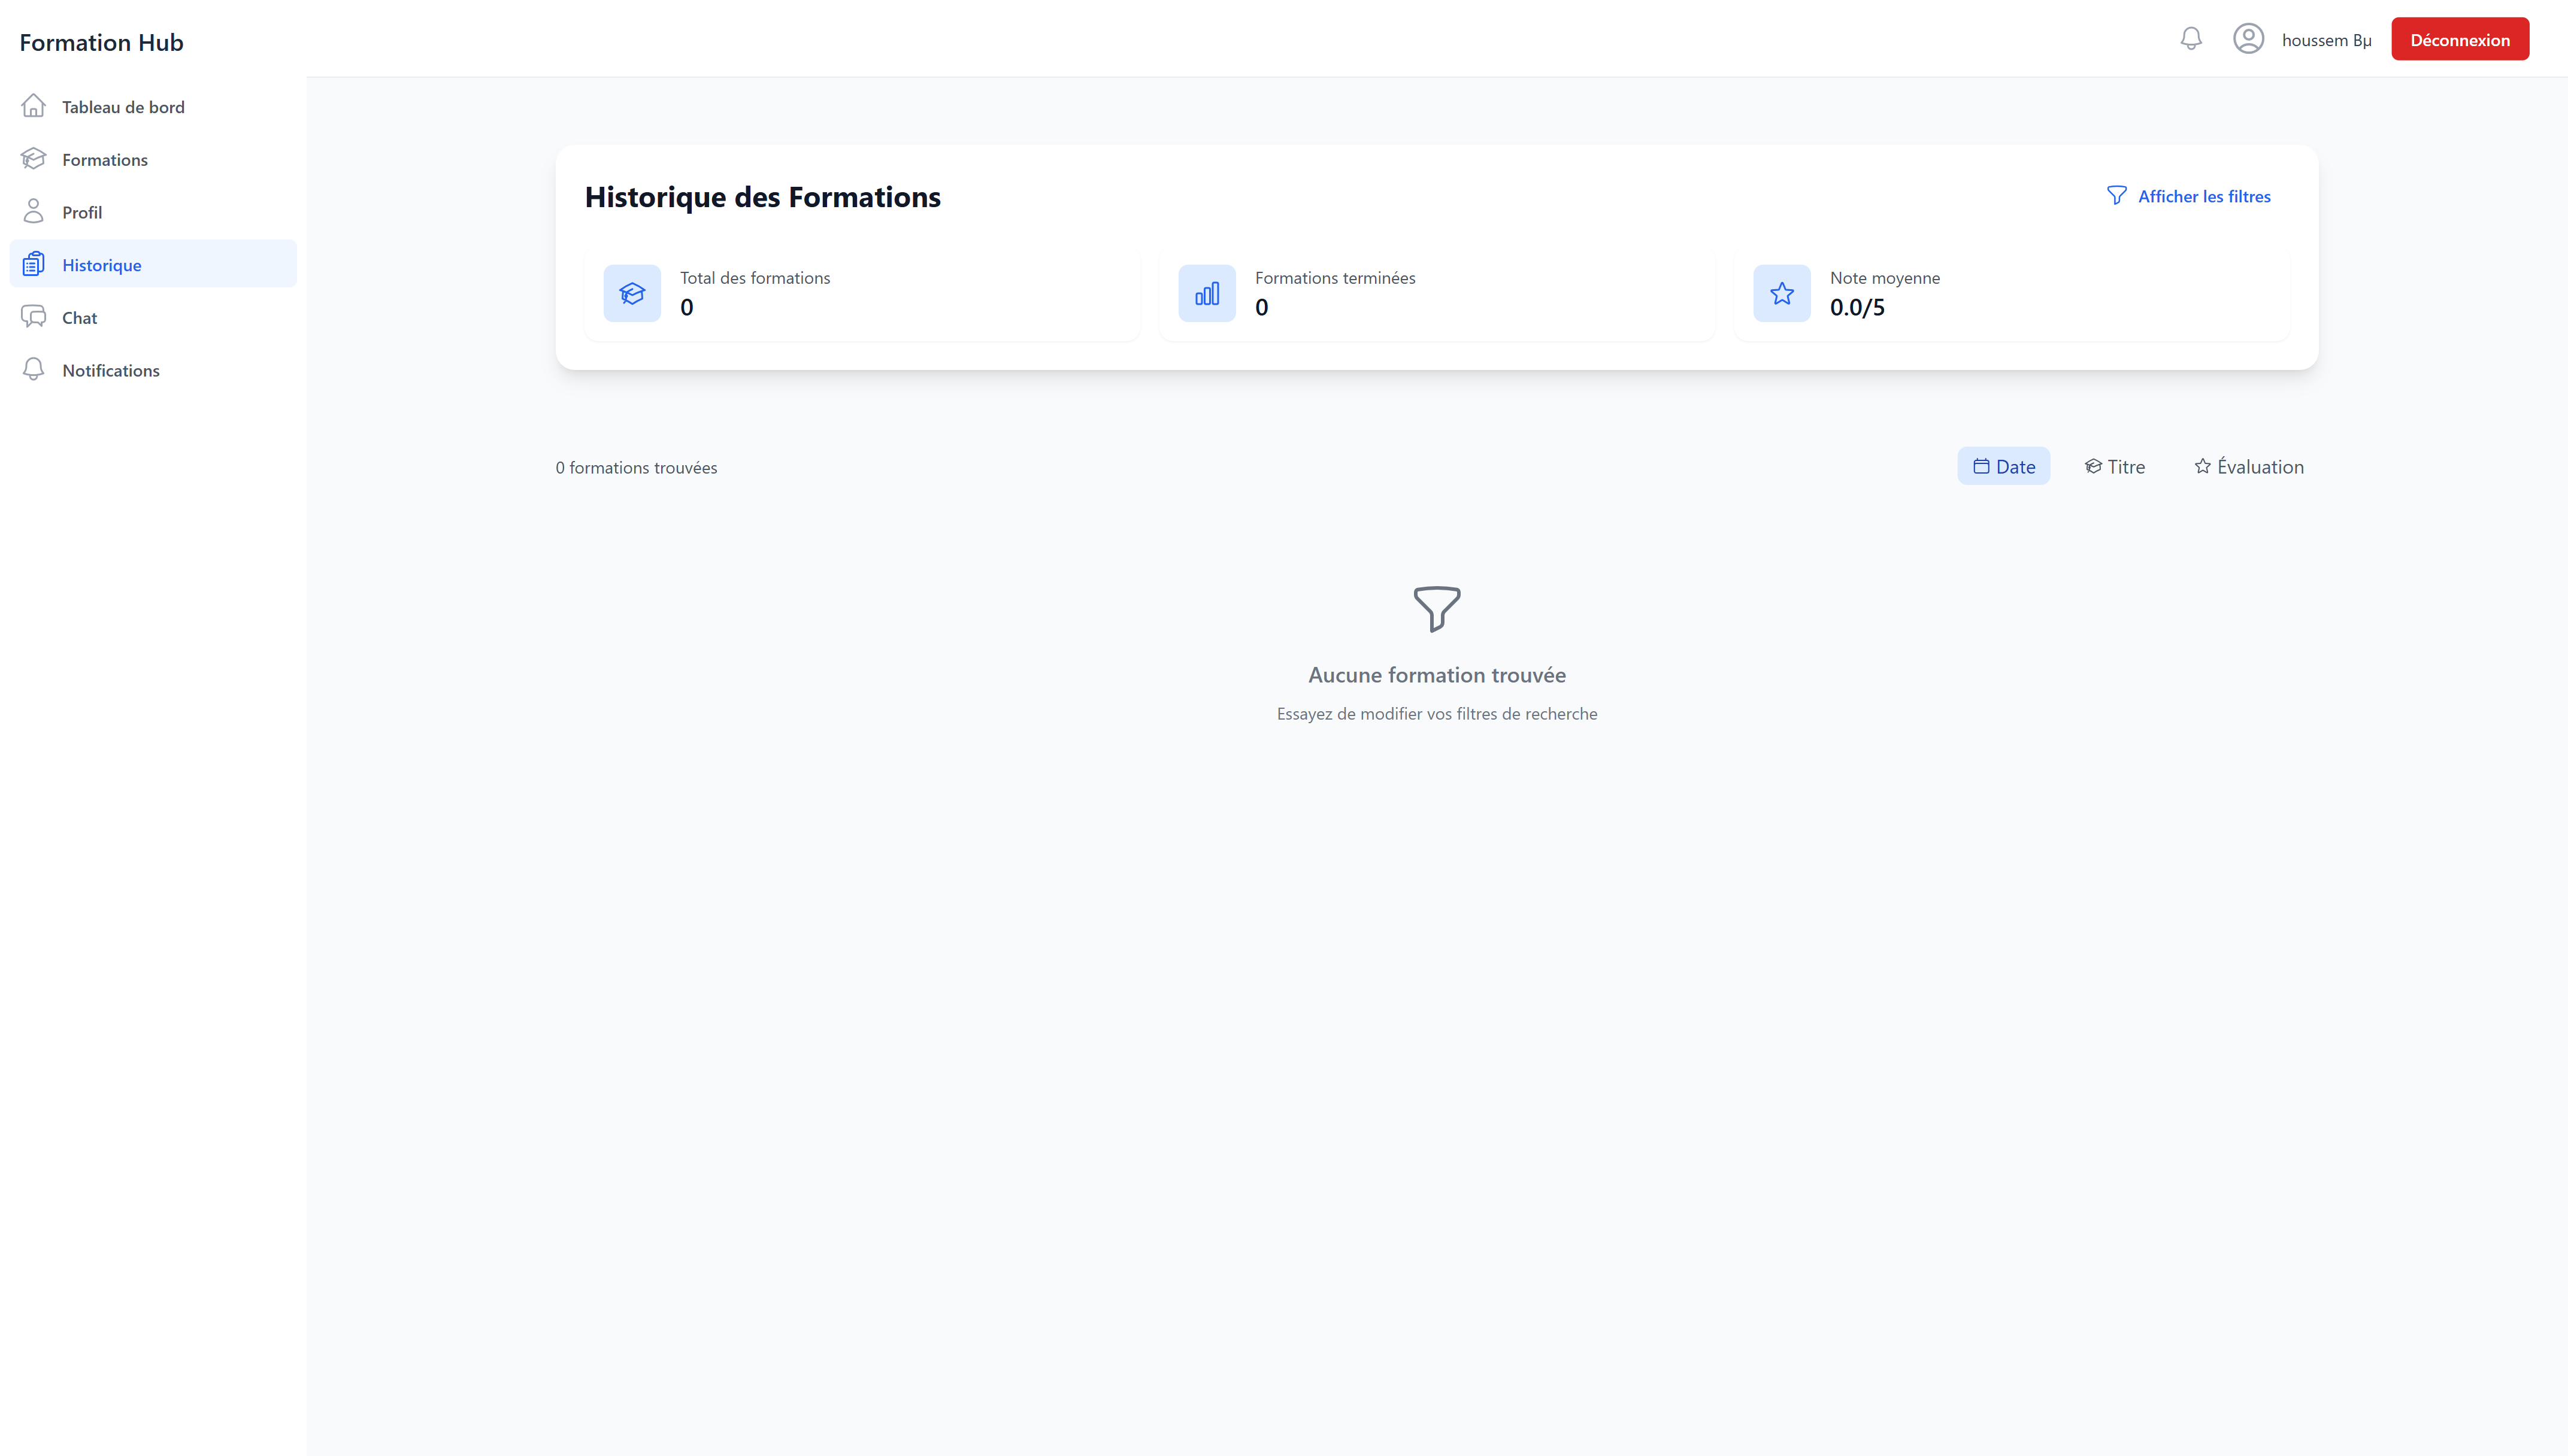 Formation Hub
houssem Bµ
Déconnexion
Tableau de bord
Formations
Profil
Historique
Chat
Notifications
Historique des Formations
Afficher les filtres
Total des formations
0
Formations terminées
0
Note moyenne
0.0/5
0 formations trouvées
Date
Titre
Évaluation
Aucune formation trouvée
Essayez de modifier vos filtres de recherche